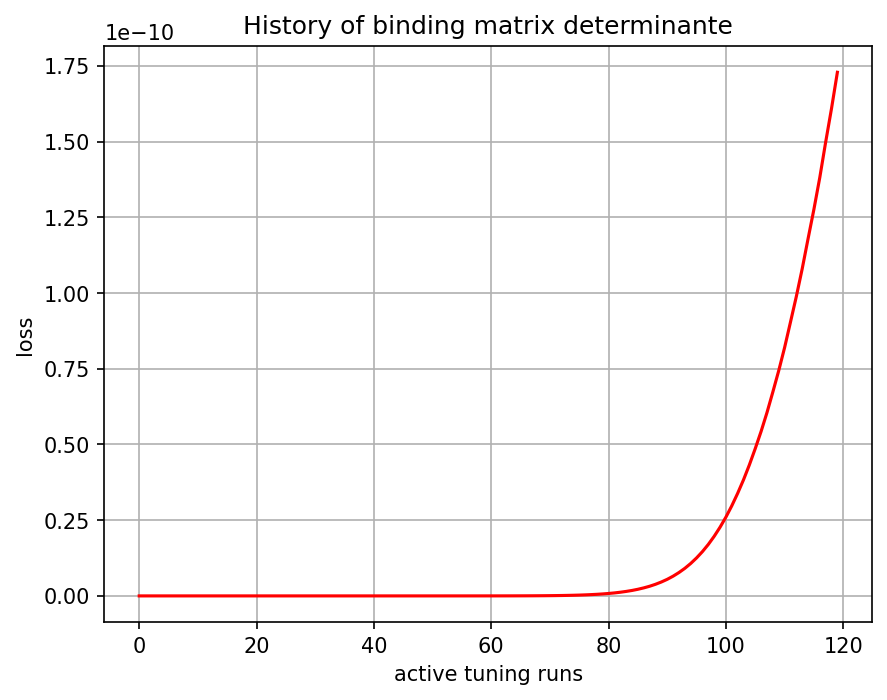 History of binding matrix determinante
1e−10
1.75
1.50
1.25
1.00
0.75
0.50
0.25
0.00
loss
0 20 40 60 80 100 120
active tuning runs